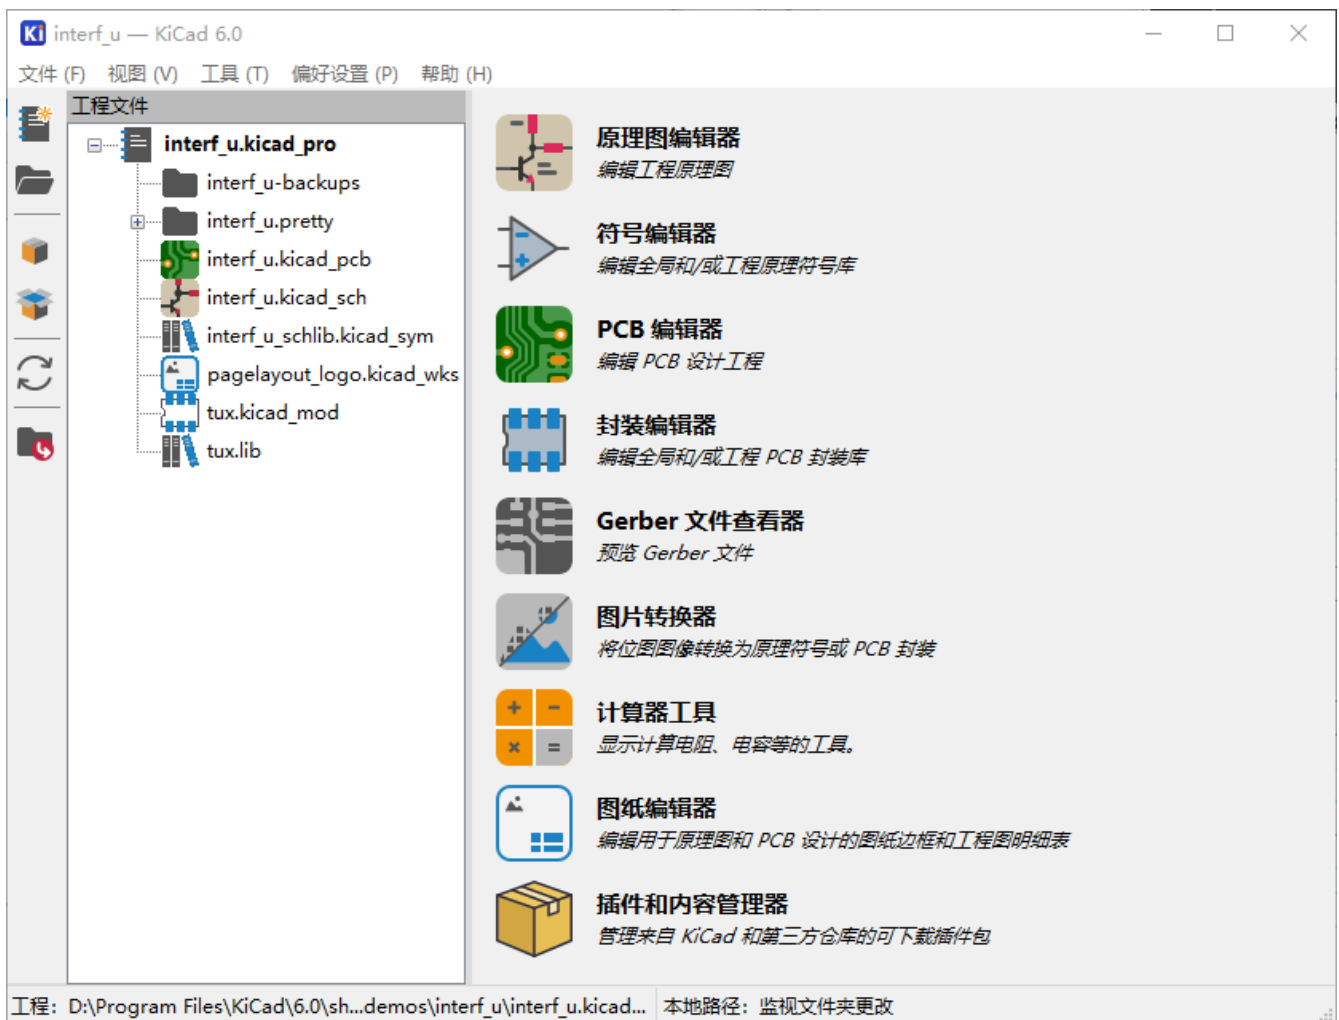 interf_u — KiCad 6.0
文件 (F) 视图 (V) 工具 (T) 偏好设置 (P) 帮助 (H)
工程文件
interf_u.kicad_pro
interf_u-backups
interf_u.pretty
interf_u.kicad_pcb
interf_u.kicad_sch
interf_u_schlib.kicad_sym
pagelayout_logo.kicad_wks
tux.kicad_mod
tux.lib
原理图编辑器
编辑工程原理图
符号编辑器
编辑全局和/或工程原理符号库
PCB 编辑器
编辑 PCB 设计工程
封装编辑器
编辑全局和/或工程 PCB 封装库
Gerber 文件查看器
预览 Gerber 文件
图片转换器
将位图图像转换为原理符号或 PCB 封装
计算器工具
显示计算电阻、电容等的工具。
图纸编辑器
编辑用于原理图和 PCB 设计的图纸边框和工程图明细表
插件和内容管理器
管理来自 KiCad 和第三方仓库的可下载插件包
工程: D:\Program Files\KiCad\6.0\sh...demos\interf_u\interf_u.kicad... 本地路径: 监视文件夹更改